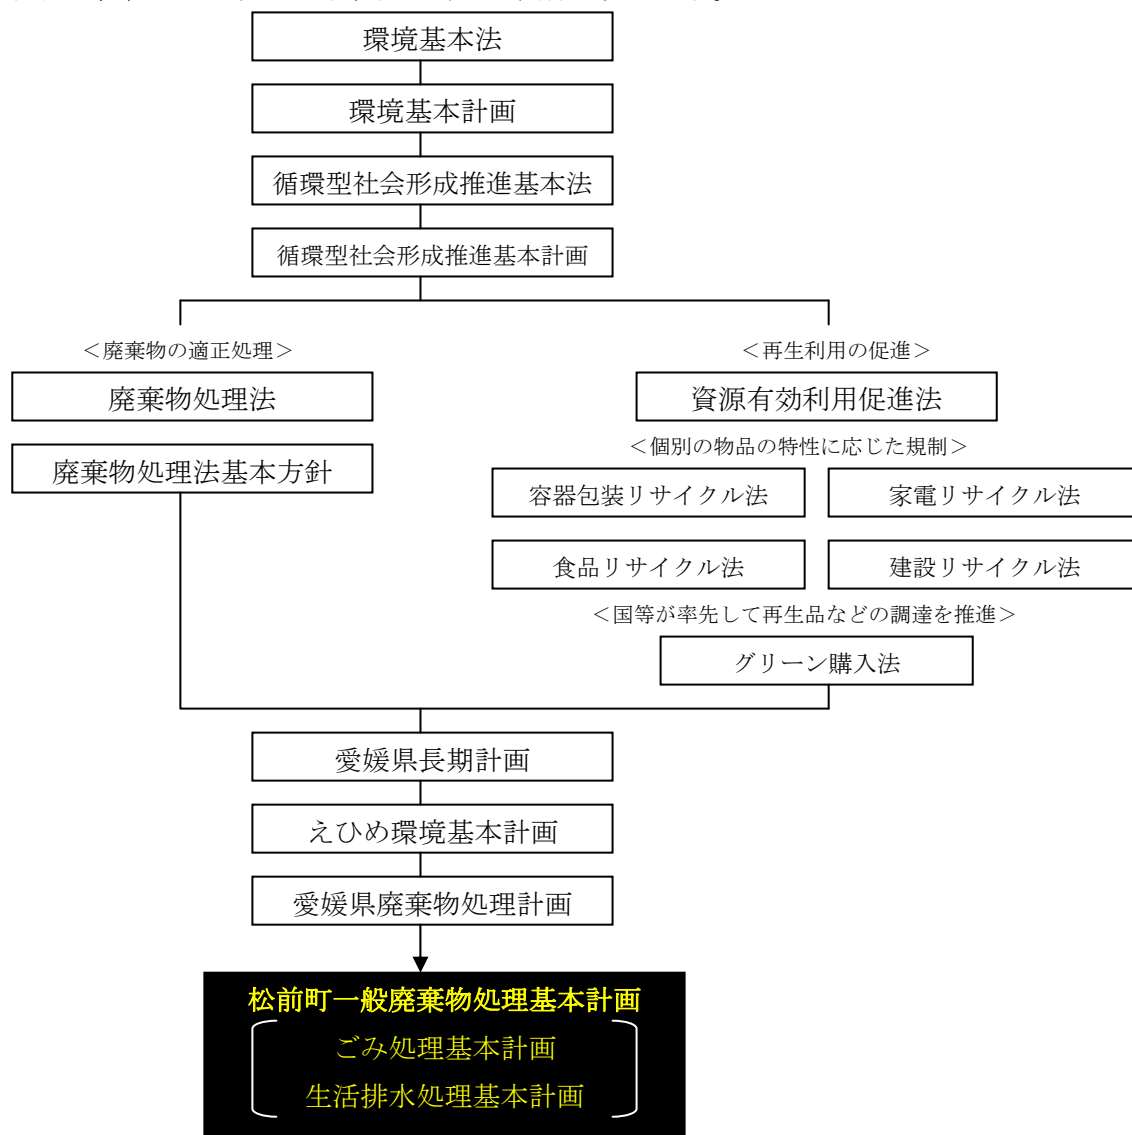 環境基本法
環境基本計画
循環型社会形成推進基本法
循環型社会形成推進基本計画
＜廃棄物の適正処理＞
＜再生利用の促進＞
廃棄物処理法
資源有効利用促進法
＜個別の物品の特性に応じた規制＞
廃棄物処理法基本方針
容器包装リサイクル法
家電リサイクル法
食品リサイクル法
建設リサイクル法
＜国等が率先して再生品などの調達を推進＞
グリーン購入法
愛媛県長期計画
えひめ環境基本計画
愛媛県廃棄物処理計画
松前町一般廃棄物処理基本計画
ごみ処理基本計画
生活排水処理基本計画